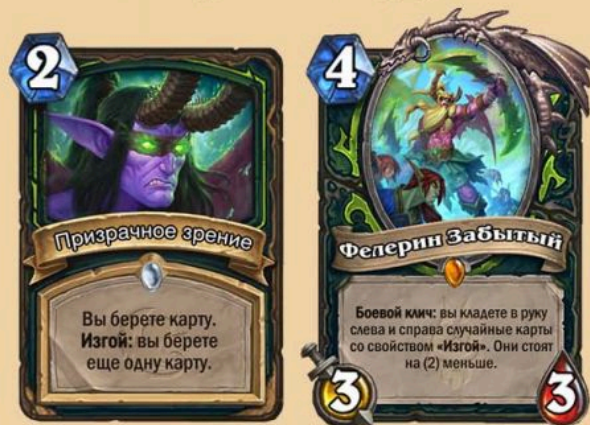 2
Призрачное зрение
Вы берете карту.
Изгой: вы берете
еще одну карту.
4
Фелерин Забытый
Боевой клич: вы кладете в руку
слева и справа случайные карты
со свойством «Изгой». Они стоят
на (2) меньше.
3
3